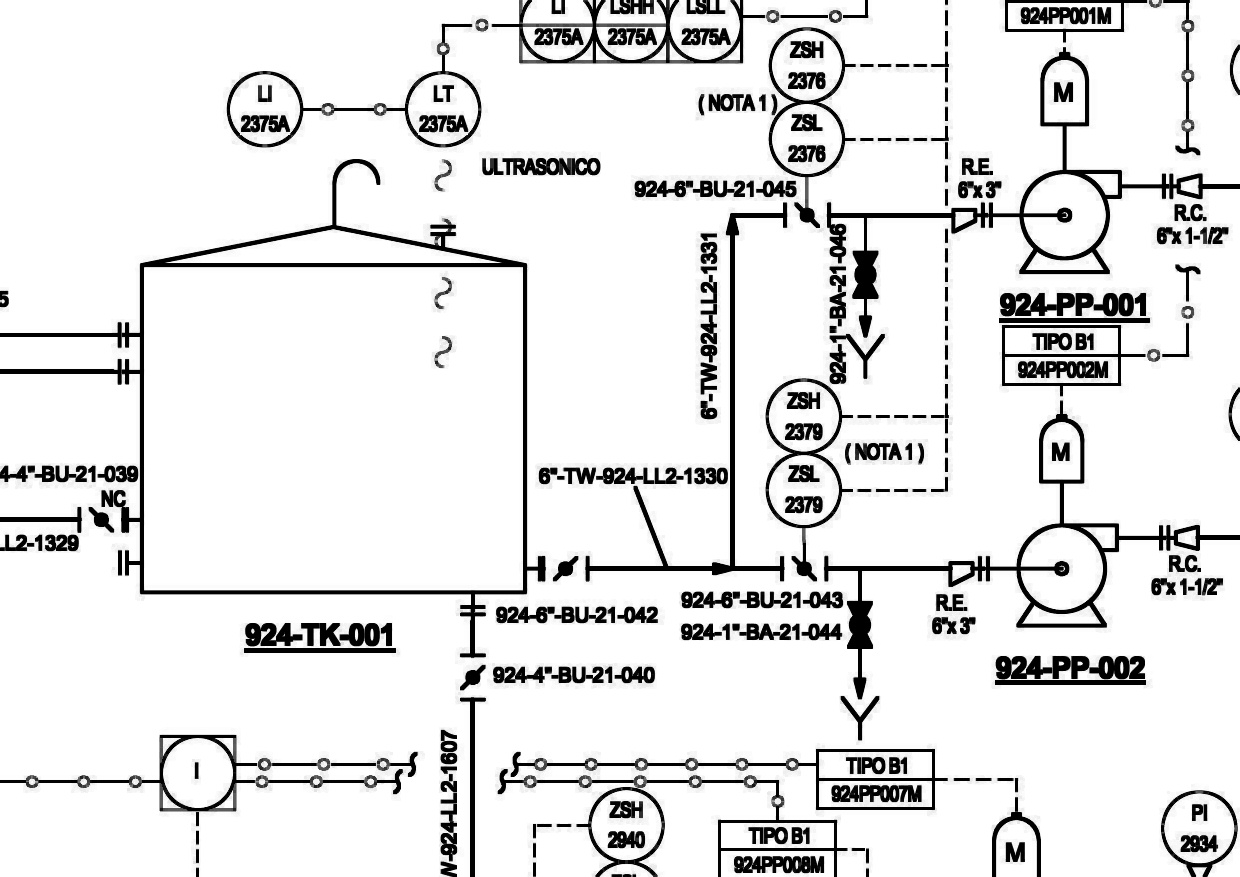 LI
2375A
LSHH
2375A
LSLL
2375A
924PP001M
ZSH
2376
LI
2375A
LT
2375A
M
( NOTA 1 )
ZSL
2376
ULTRASONICO
R.E.
6"x 3"
924-6"-BU-21-045
R.C.
6"x 1-1/2"
6"-TW-924-LL2-1331
924-1"-BA-21-046
924-PP-001
TIPO B1
924PP002M
ZSH
2379
( NOTA 1 )
M
4-4"-BU-21-039
NC
6"-TW-924-LL2-1330
ZSL
2379
LL2-1329
R.C.
6"x 1-1/2"
924-6"-BU-21-042
924-6"-BU-21-043
R.E.
6"x 3"
924-TK-001
924-1"-BA-21-044
924-PP-002
924-4"-BU-21-040
W-924-LL2-1607
I
TIPO B1
924PP007M
ZSH
2940
TIPO B1
924PP008M
M
PI
2934